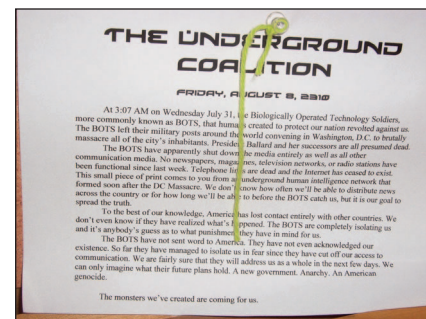 THE UNDERGROUND
COALITION
FRIDAY, AUGUST 8, 2310
At 3:07 AM on Wednesday July 31, the Biologically Operated Technology Soldiers,
more commonly known as BOTS, that humans created to protect our nation revolted against us.
The BOTS left their military posts around the world convening in Washington, D.C. to brutally
massacre all of the city's inhabitants. President Ballard and her successors are all presumed dead.
The BOTS have apparently shut down the media entirely as well as all other
communication media. No newspapers, magazines, television networks, or radio stations have
been functional since last week. Telephone lines are dead and the Internet has ceased to exist.
This small piece of print comes to you from an underground human intelligence network that
formed soon after the DC Massacre. We don't know how often we'll be able to distribute news
across the country or for how long we'll be able to before the BOTS catch us, but it is our goal to
spread the truth.
To the best of our knowledge, America has lost contact entirely with other countries. We
don't even know if they have realized what's happened. The BOTS are completely isolating us
and it's anybody's guess as to what punishment they have in mind for us.
The BOTS have not sent word to America. They have not even acknowledged our
existence. So far they have managed to isolate us in fear since they have cut off our access to
communication. We are fairly sure that they will address us as a whole in the next few days. We
can only imagine what their future plans hold. A new government. Anarchy. An American
genocide.
The monsters we've created are coming for us.